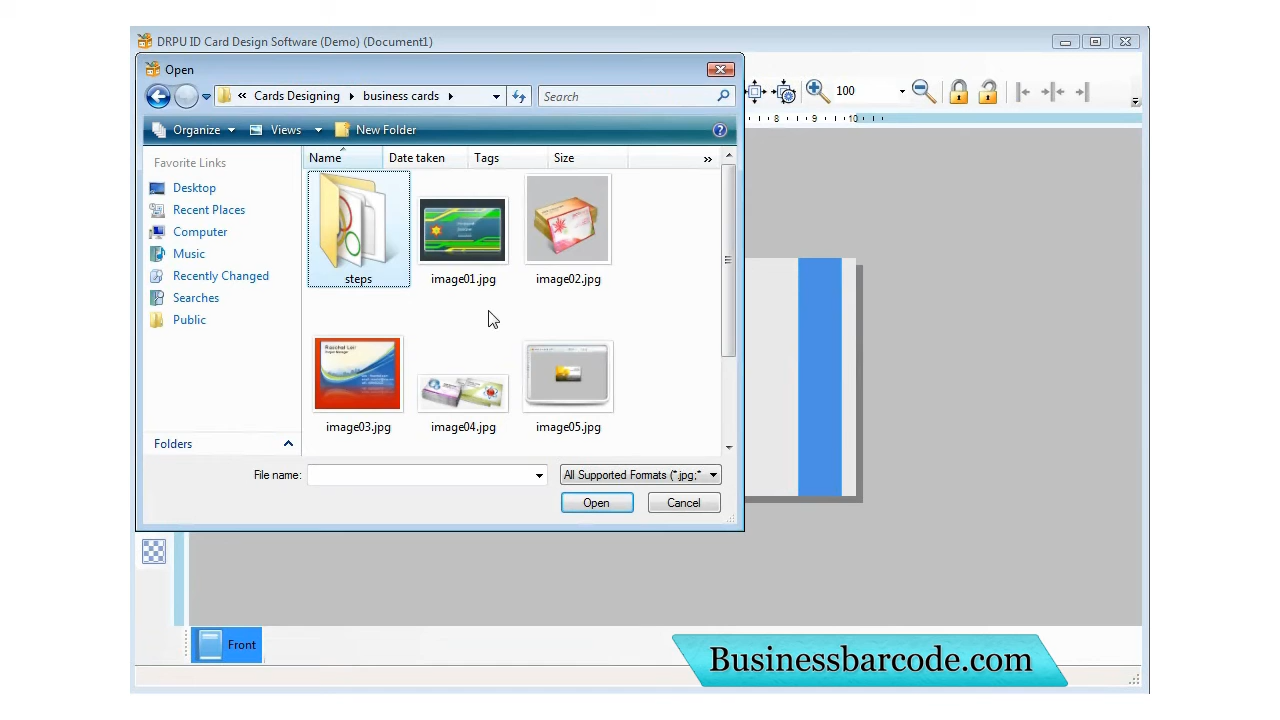 DRPU ID Card Design Software (Demo) (Document1)
Open
« Cards Designing business cards
Search
Organize Views New Folder
100
8 9 10
Favorite Links
Desktop
Recent Places
Computer
Music
Recently Changed
Searches
Public
Folders
Name Date taken Tags Size »
steps image01.jpg image02.jpg
image03.jpg image04.jpg image05.jpg
File name:
All Supported Formats (*.jpg;*
Open Cancel
Front
Businessbarcode.com